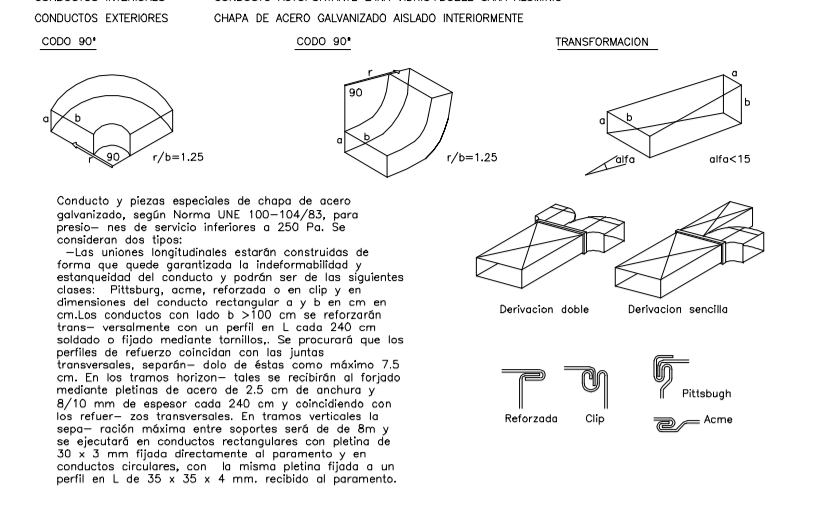 CONDUCTOS EXTERIORES CHAPA DE ACERO GALVANIZADO AISLADO INTERIORMENTE
CODO 90° CODO 90° TRANSFORMACION
a b r 90 r/b=1.25
r 90 a b r/b=1.25
a b a b alfa alfa<15
Conducto y piezas especiales de chapa de acero
galvanizado, según Norma UNE 100-104/83, para
presio- nes de servicio inferiores a 250 Pa. Se
consideran dos tipos:
-Las uniones longitudinales estarán construidas de
forma que quede garantizada la indeformabilidad y
estanqueidad del conducto y padrán ser de las siguientes
clases: Pittsburg, acme, reforzada o en clip y en
dimensiones del conducto rectangular a y b en cm en
cm.Los conductos con lado b >100 cm se reforzarán
trans- versalmente con un perfil en L cada 240 cm
soldado o fijado mediante tornillos,. Se procurará que los
perfiles de refuerzo coincidan con las juntas
transversales, separán- dolo de éstas como máximo 7.5
cm. En los tramos horizon- tales se recibirán al forjado
mediante pletinas de acero de 2.5 cm de anchura y
8/10 mm de espesor cada 240 cm y coincidiendo con
los refuer- zos transversales. En tramos verticales la
sepa- ración máxima entre soportes será de de 8m y
se ejecutará en conductos rectangulares con pletina de
30 x 3 mm fijada directamente al paramento y en
conductos circulares, con la misma pletina fijada a un
perfil en L de 35 x 35 x 4 mm. recibido al paramento.
Derivacion doble Derivacion sencilla
Reforzada Clip Pittsbugh
Acme